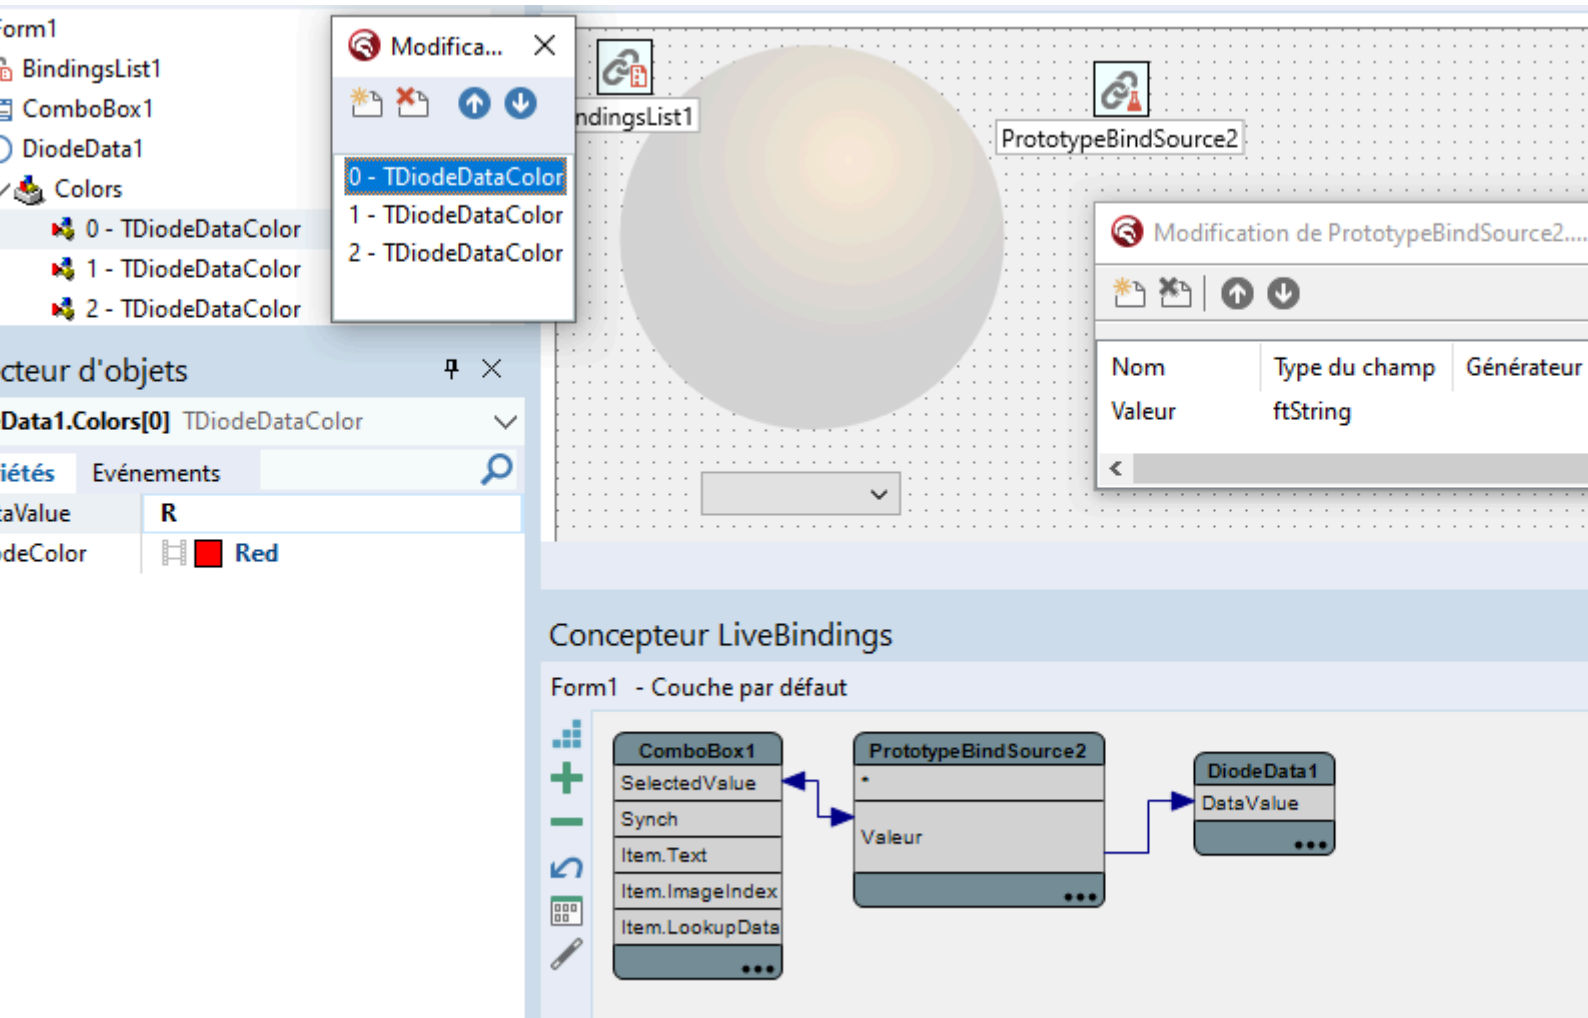 Form1
BindingsList1
ComboBox1
DiodeData1
Colors
0 - TDiodeDataColor
1 - TDiodeDataColor
2 - TDiodeDataColor
Modifica...
0 - TDiodeDataColor
1 - TDiodeDataColor
2 - TDiodeDataColor
ndingsList1
PrototypeBindSource2
Modification de PrototypeBindSource2....
Nom Type du champ Générateur
Valeur ftString
cteur d'objets
Data1.Colors[0] TDiodeDataColor
iétés Evénements
taValue R
odeColor Red
Concepteur LiveBindings
Form1 - Couche par défaut
ComboBox1
SelectedValue
Synch
Item.Text
Item.ImageIndex
Item.LookupData
PrototypeBindSource2
*
Valeur
DiodeData1
DataValue